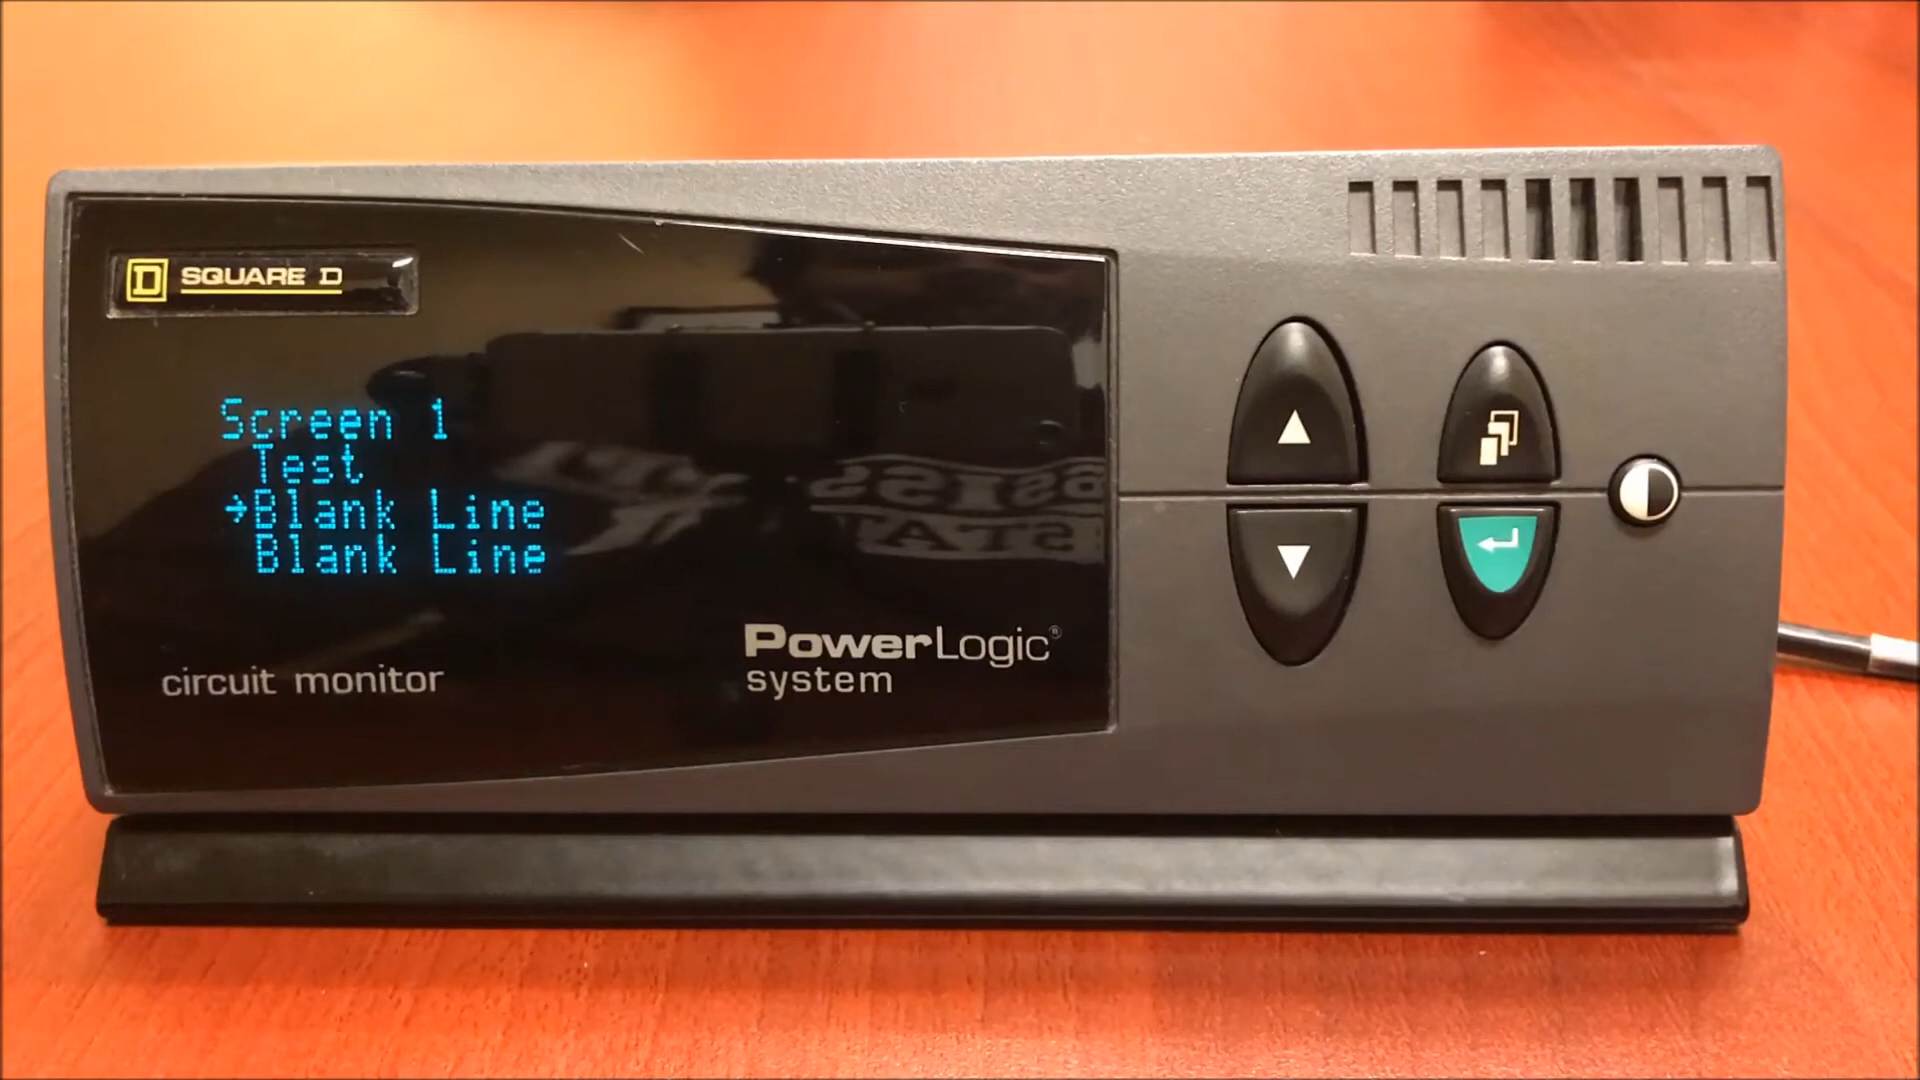 D SQUARE D
Screen 1
Test
→Blank Line
Blank Line
circuit monitor
PowerLogic®
system